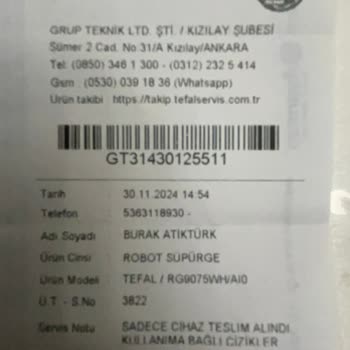 GRUP TEKNİK LTD. ŞTİ. / KIZILAY ŞUBESİ
Sümer 2 Cad. No:31/A Kızılay/ANKARA
Tel: (0850) 346 1 300 - (0312) 232 5 414
Gsm : (0530) 039 18 36 (Whatsapp)
Ürün takibi : https://takip.tefalservis.com.tr
GT31430125511
Tarih : 30.11.2024 14:54
Telefon : 5363118930 -
Adı Soyadı : BURAK ATİKTÜRK
Ürün Cinsi : ROBOT SÜPÜRGE
Ürün Modeli : TEFAL / RG9075WH/AI0
Ü.T - S.No : 3822
Servis Notu : SADECE CİHAZ TESLİM ALINDI.
KULLANIMA BAĞLI ÇİZİKLER